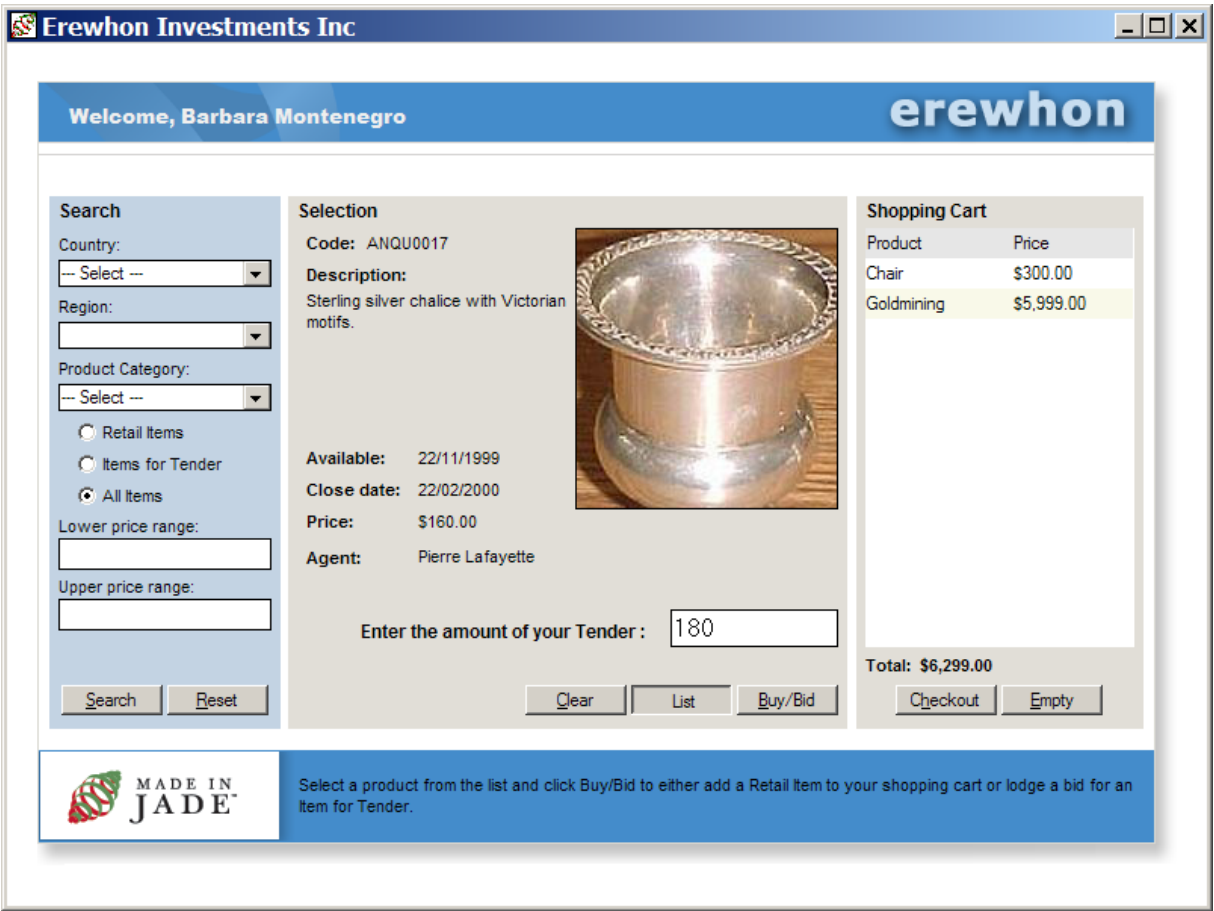 Erewhon Investments Inc
Welcome, Barbara Montenegro
erewhon
Search
Country:
--- Select ---
Region:
Product Category:
--- Select ---
Retail Items
Items for Tender
All Items
Lower price range:
Upper price range:
Search Reset
Selection
Code: ANQU0017
Description:
Sterling silver chalice with Victorian
motifs.
Available: 22/11/1999
Close date: 22/02/2000
Price: $160.00
Agent: Pierre Lafayette
Enter the amount of your Tender : 180
Clear List Buy/Bid
Shopping Cart
Product Price
Chair $300.00
Goldmining $5,999.00
Total: $6,299.00
Checkout Empty
MADE IN
JADE™
Select a product from the list and click Buy/Bid to either add a Retail Item to your shopping cart or lodge a bid for an
Item for Tender.